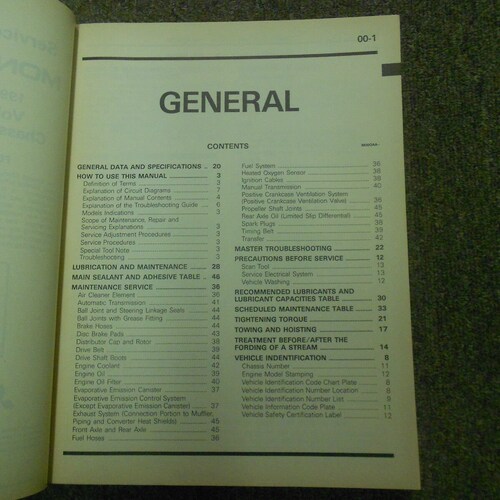 00-1
GENERAL
CONTENTS
GENERAL DATA AND SPECIFICATIONS .. 20
HOW TO USE THIS MANUAL ... 3
Definition of Terms ... 3
Explanation of Circuit Diagrams ... 7
Explanation of Manual Contents ... 4
Explanation of the Troubleshooting Guide ... 6
Models Indications ... 3
Scope of Maintenance, Repair and
Servicing Explanations ... 3
Service Adjustment Procedures ... 3
Service Procedures ... 3
Special Tool Note ... 3
Troubleshooting ... 3
LUBRICATION AND MAINTENANCE ... 28
MAIN SEALANT AND ADHESIVE TABLE ... 46
MAINTENANCE SERVICE ... 36
Air Cleaner Element ... 36
Automatic Transmission ... 41
Ball Joint and Steering Linkage Seals ... 44
Ball Joints with Grease Fitting ... 44
Brake Hoses ... 44
Disc Brake Pads ... 43
Distributor Cap and Rotor ... 38
Drive Belt ... 39
Drive Shaft Boots ... 44
Engine Coolant ... 42
Engine Oil ... 39
Engine Oil Filter ... 40
Evaporative Emission Canister ... 37
Evaporative Emission Control System
(Except Evaporative Emission Canister) ... 37
Exhaust System (Connection Portion to Muffler,
Piping and Converter Heat Shields) ... 45
Front Axle and Rear Axle ... 45
Fuel Hoses ... 36
Fuel System ... 36
Heated Oxygen Sensor ... 38
Ignition Cables ... 38
Manual Transmission ... 40
Positive Crankcase Ventilation System
(Positive Crankcase Ventilation Valve) ... 36
Propeller Shaft Joints ... 45
Rear Axle Oil (Limited Slip Differential) ... 45
Spark Plugs ... 38
Timing Belt ... 39
Transfer ... 42
MASTER TROUBLESHOOTING ... 22
PRECAUTIONS BEFORE SERVICE ... 12
Scan Tool ... 13
Service Electrical System ... 13
Vehicle Washing ... 12
RECOMMENDED LUBRICANTS AND
LUBRICANT CAPACITIES TABLE ... 30
SCHEDULED MAINTENANCE TABLE ... 33
TIGHTENING TORQUE ... 21
TOWING AND HOISTING ... 17
TREATMENT BEFORE/AFTER THE
FORDING OF A STREAM ... 14
VEHICLE INDENTIFICATION ... 8
Chassis Number ... 11
Engine Model Stamping ... 12
Vehicle Identification Code Chart Plate ... 8
Vehicle Identification Number Location ... 8
Vehicle Identification Number List ... 9
Vehicle Information Code Plate ... 11
Vehicle Safety Certification Label ... 12